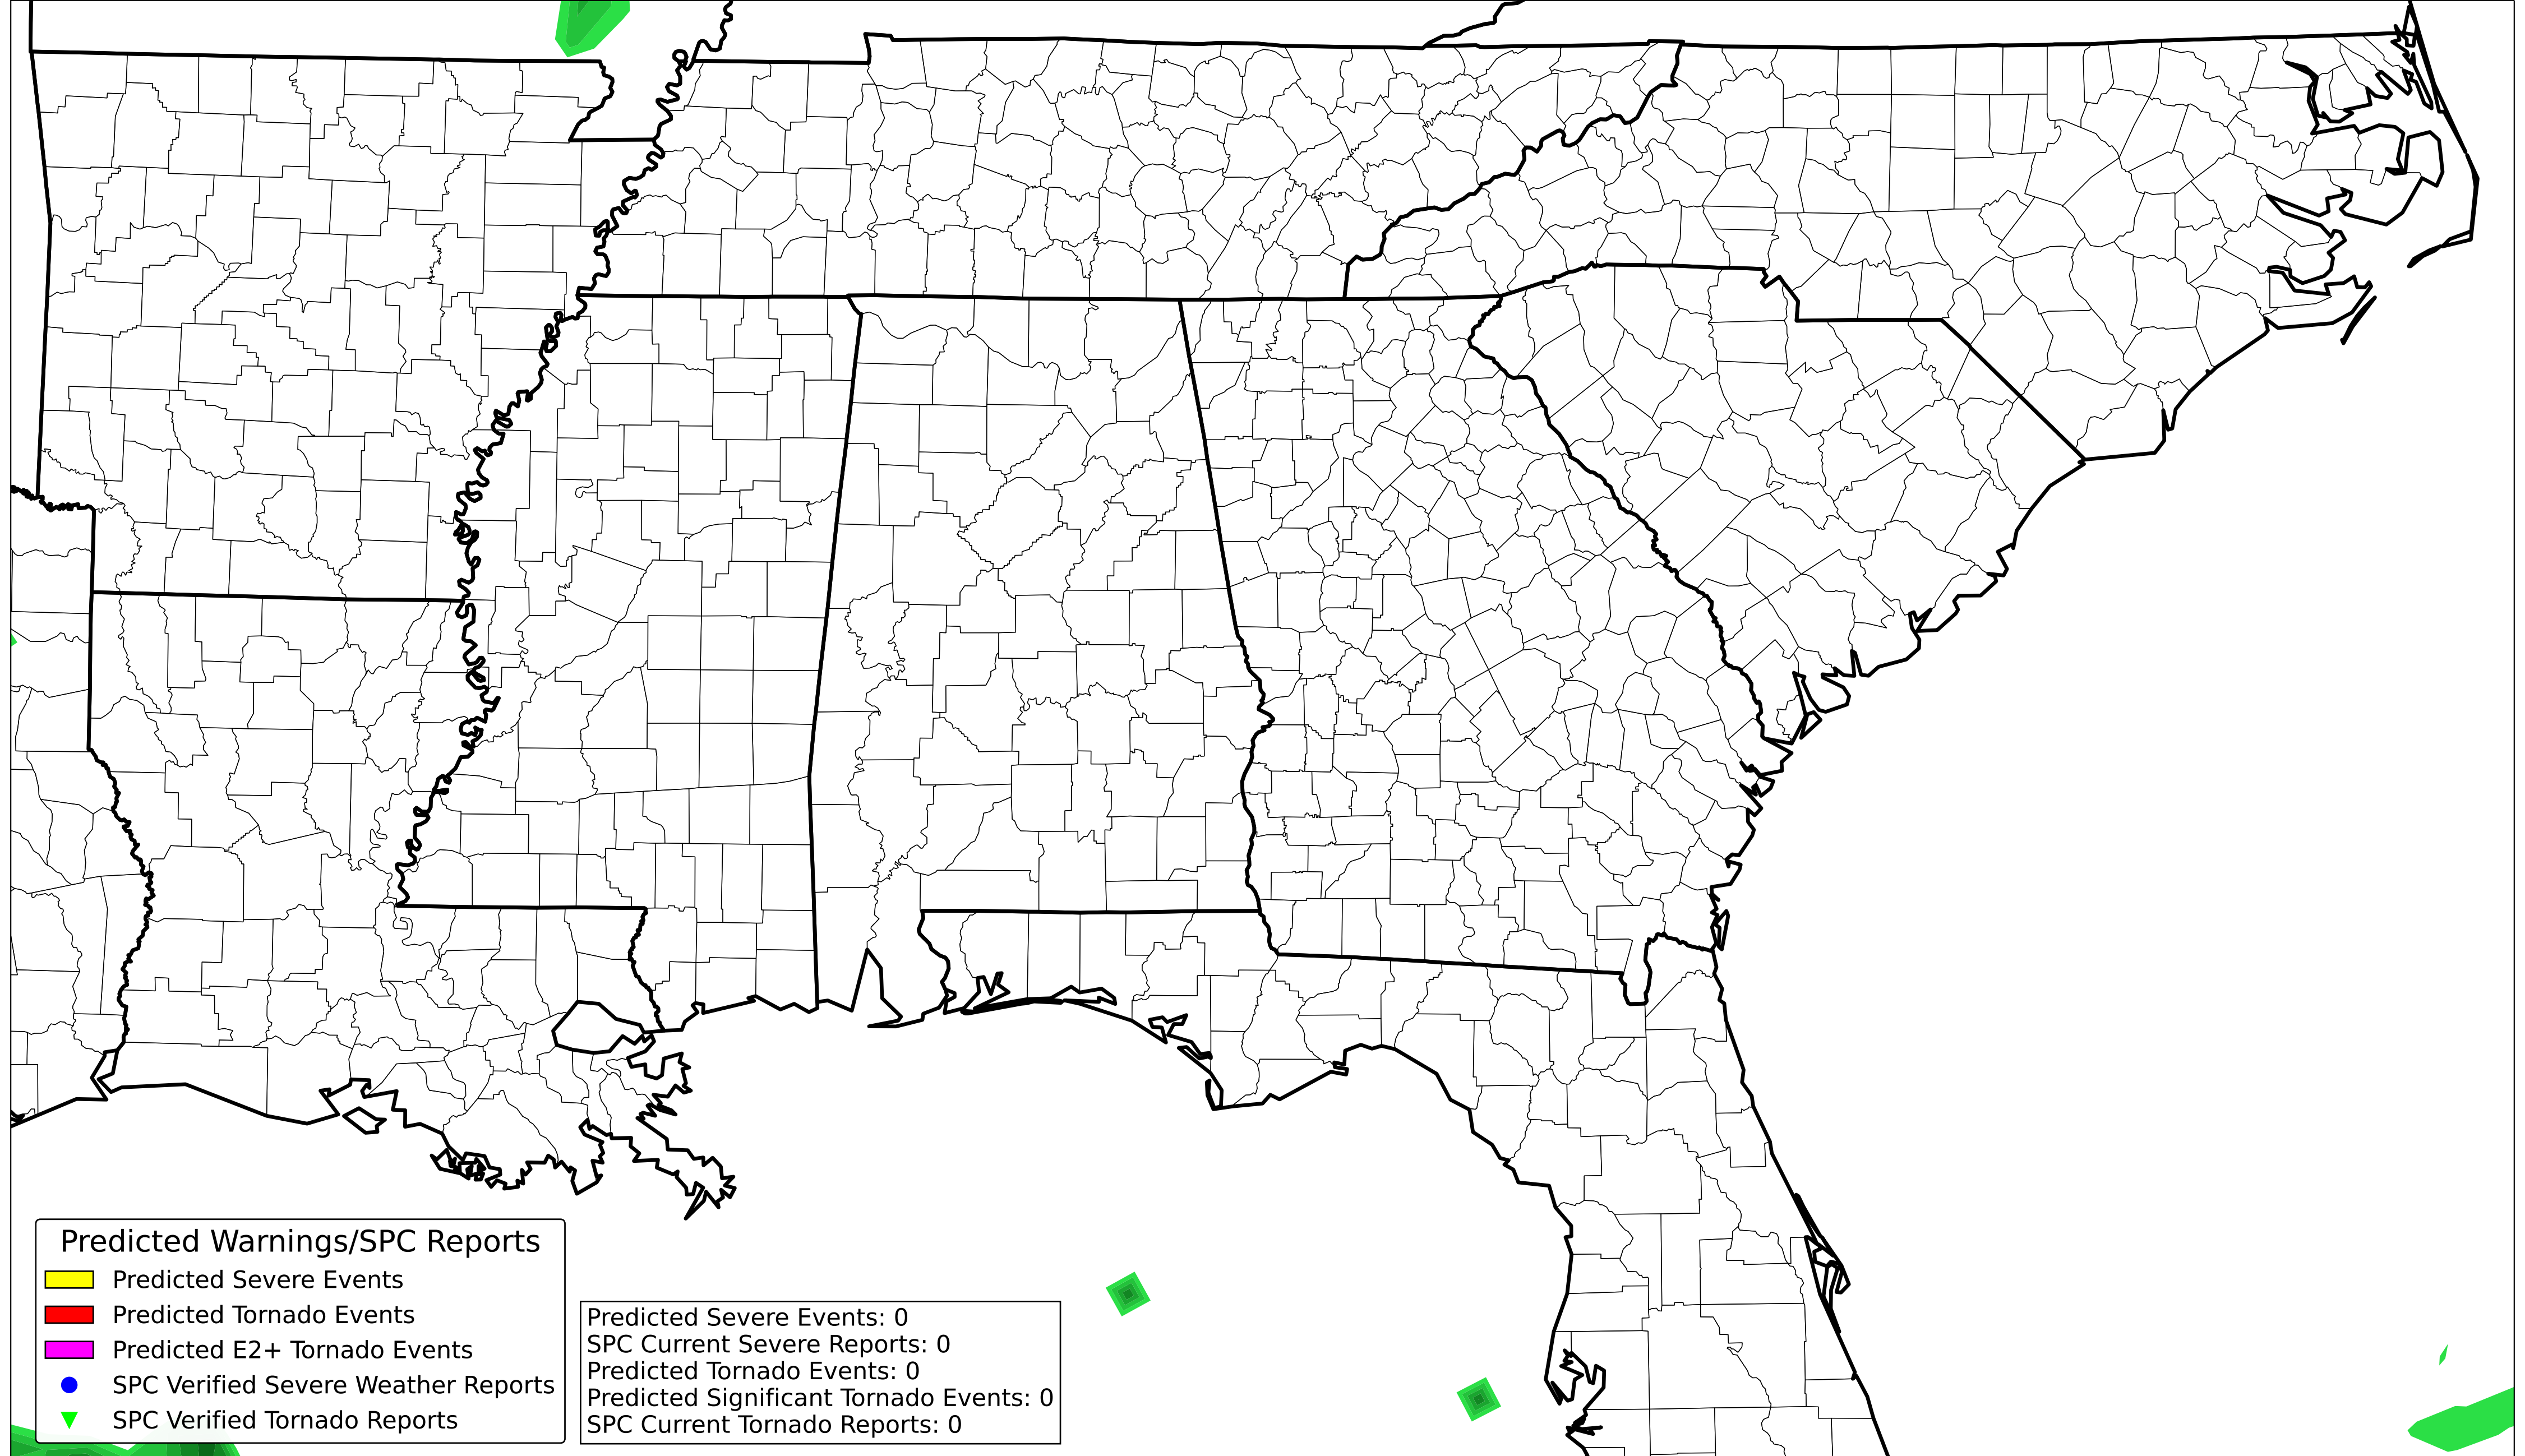 Predicted Warnings/SPC Reports
Predicted Severe Events
Predicted Tornado Events
Predicted E2+ Tornado Events
SPC Verified Severe Weather Reports
SPC Verified Tornado Reports
Predicted Severe Events: 0
SPC Current Severe Reports: 0
Predicted Tornado Events: 0
Predicted Significant Tornado Events: 0
SPC Current Tornado Reports: 0